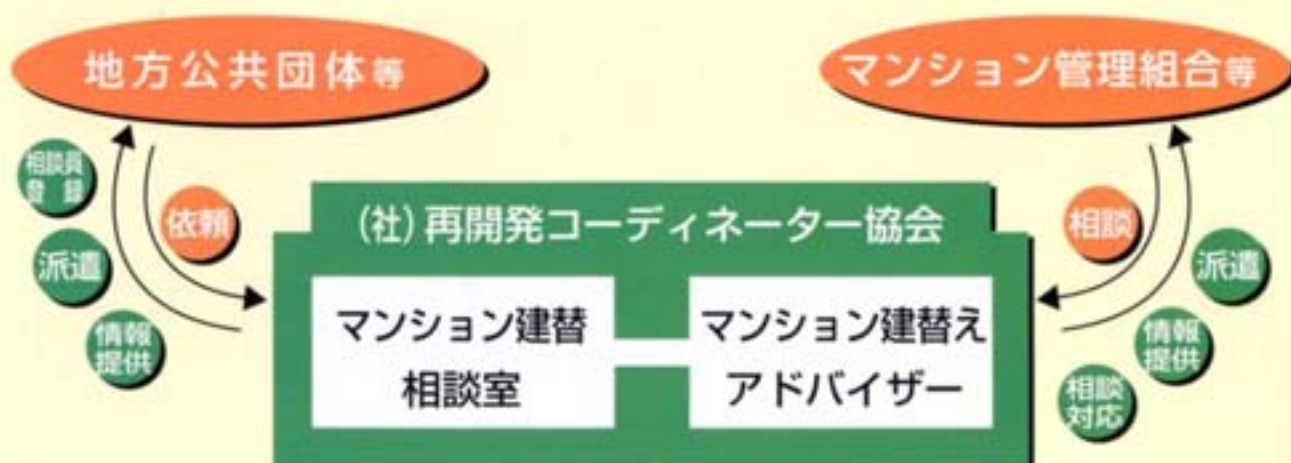 地方公共団体等
マンション管理組合等
相談員
登録
依頼
派遣
情報
提供
(社)再開発コーディネーター協会
マンション建替
相談室
マンション建替え
アドバイザー
相談
派遣
情報
提供
相談
対応